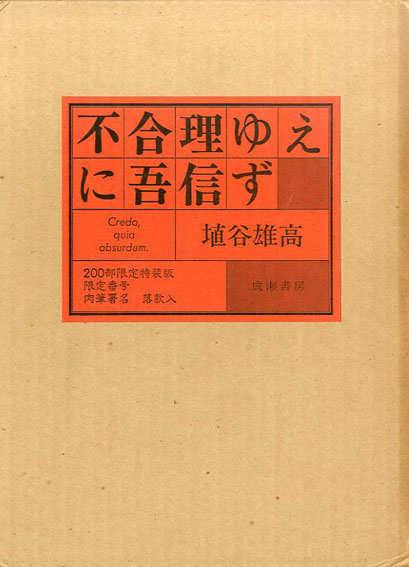 不合理ゆえ
に吾信ず
Credo,
quia
absurdum.
埴谷雄高
200部限定特装版
限定番号
肉筆署名　落款入
成瀬書房